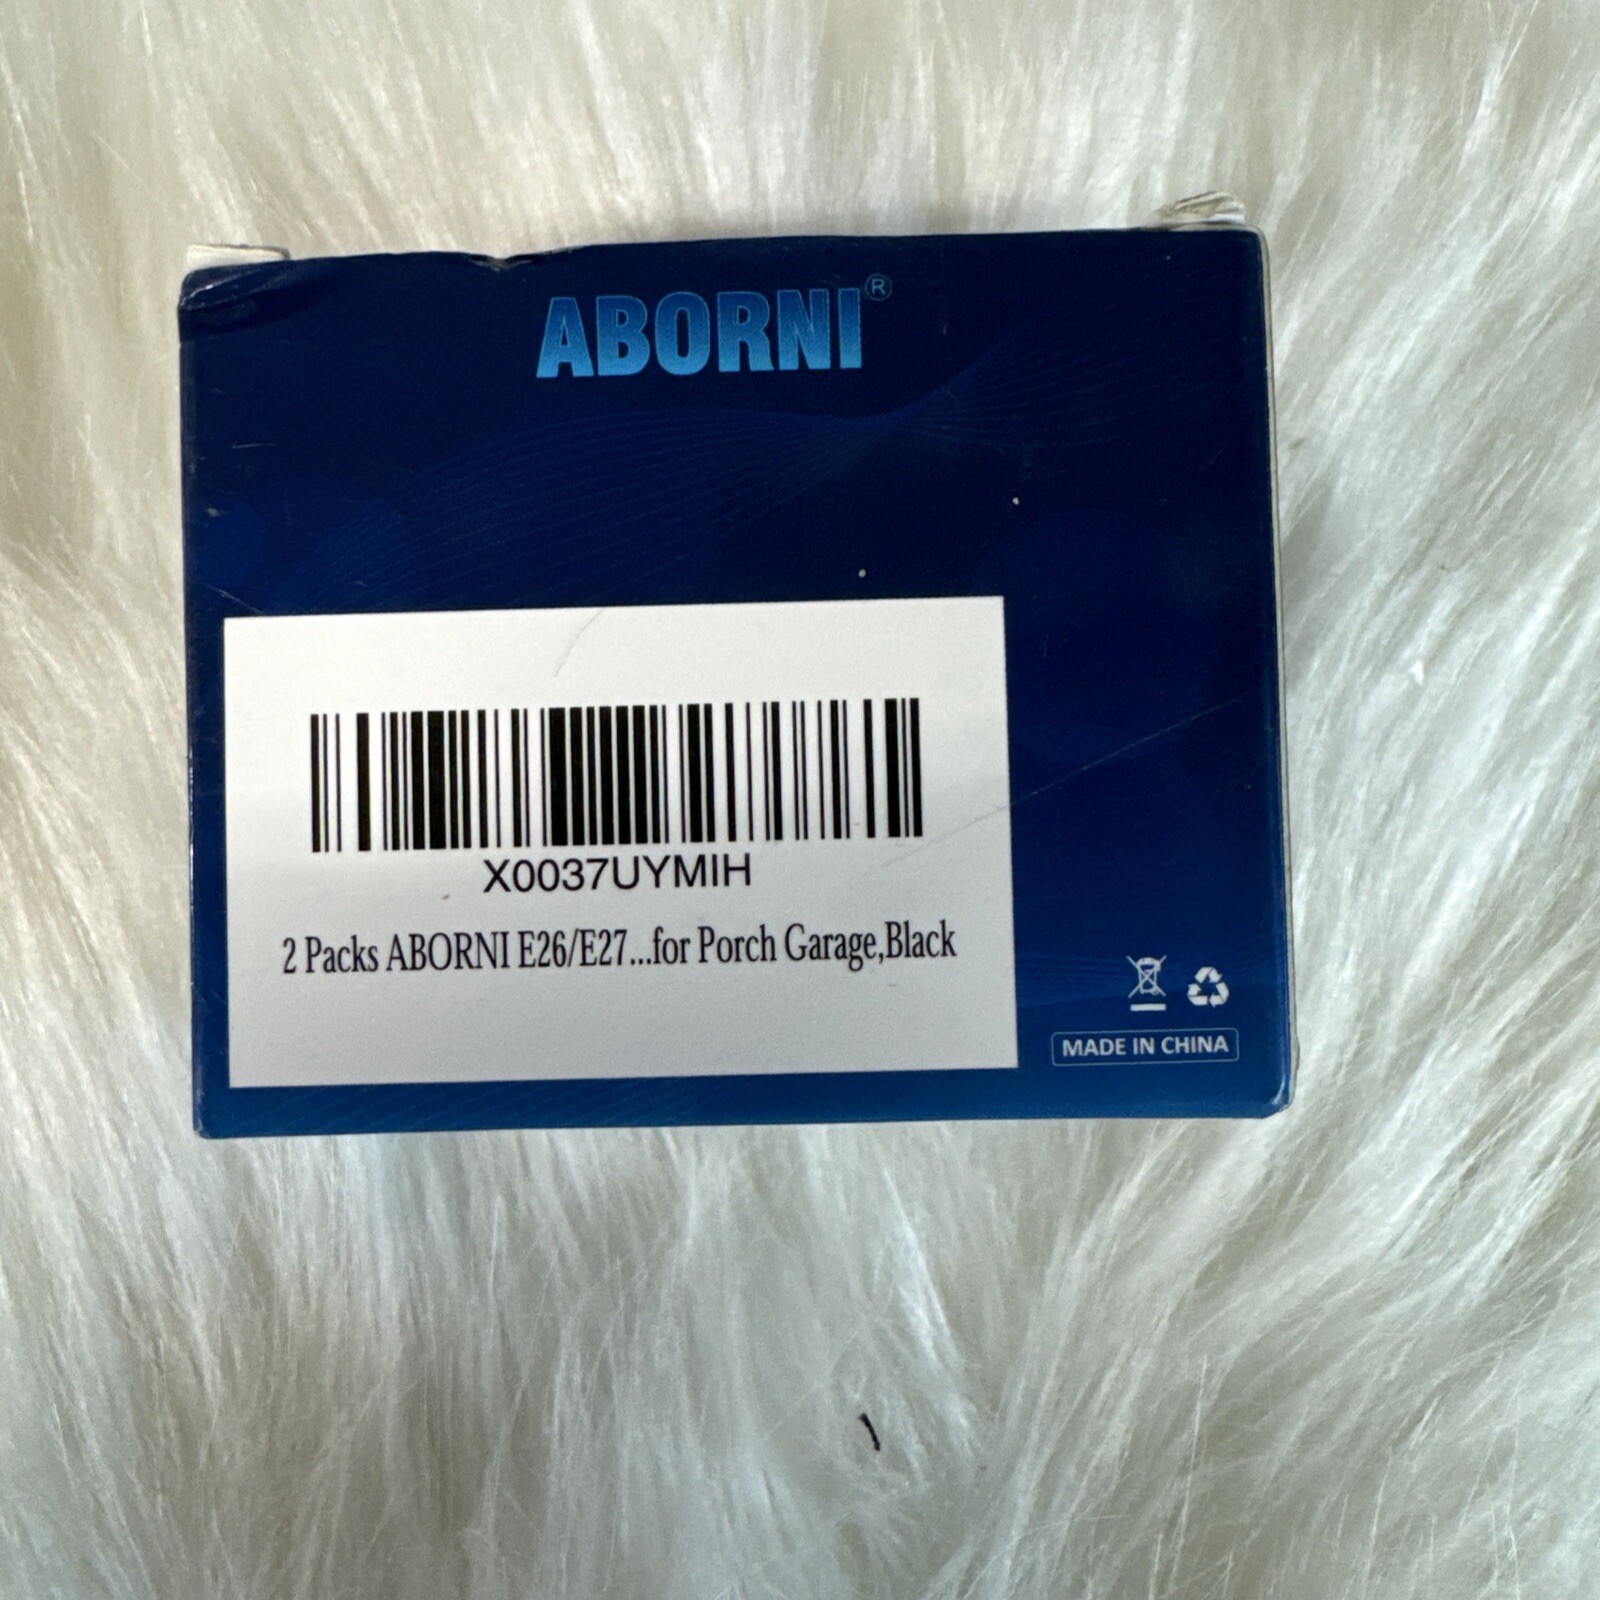 ABORNI®
X0037UYMIH
2 Packs ABORNI E26/E27...for Porch Garage,Black
MADE IN CHINA